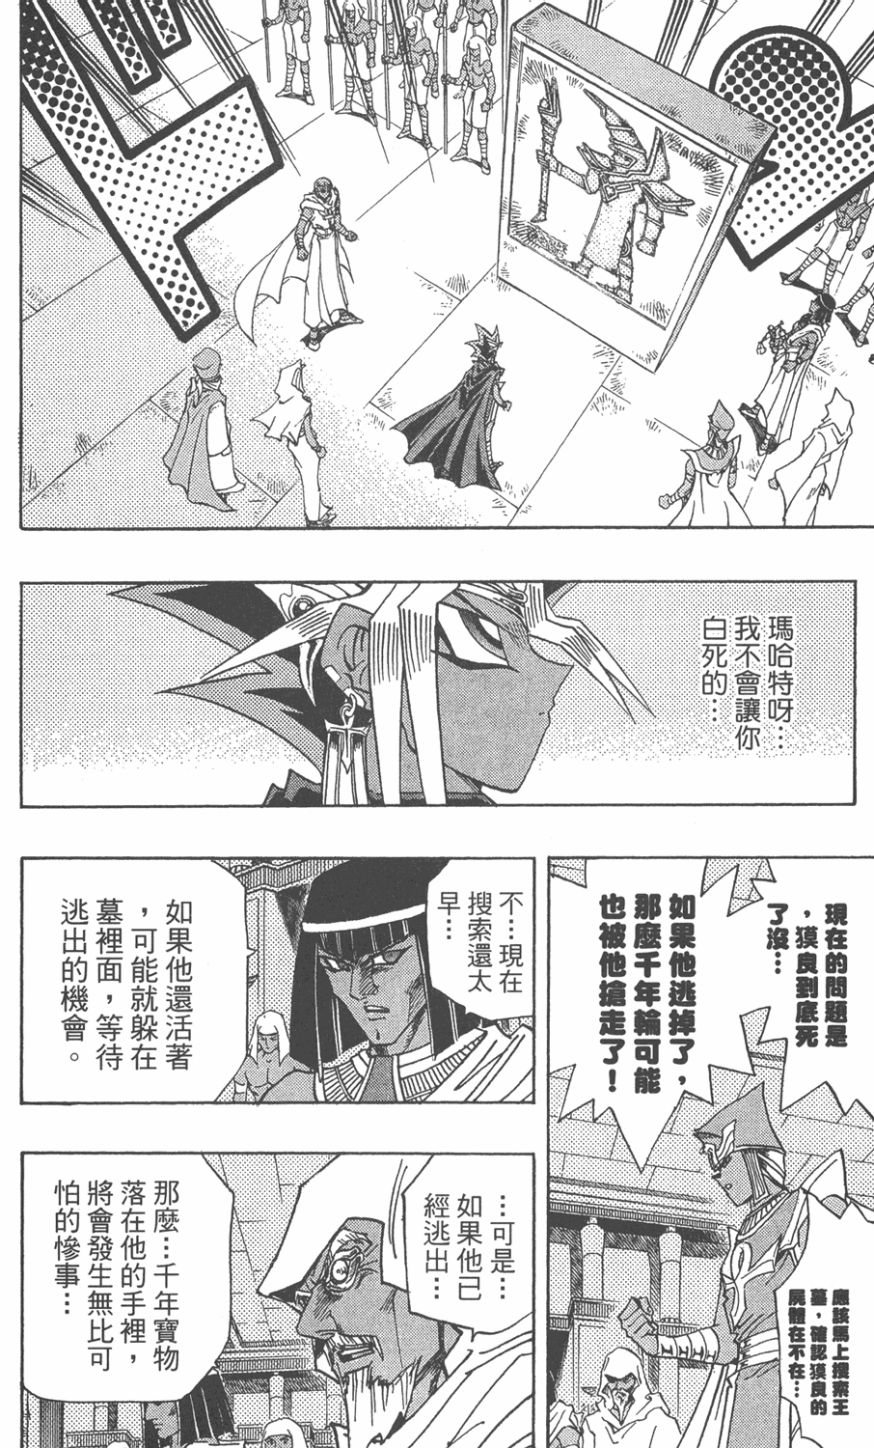 瑪哈特呀…
我不會讓你
白死的…
現在的問題是
，獏良到底死
了沒…
如果他逃掉了，
那麼千年輪可能
也被他搶走了！
應該馬上搜索王
墓，確認獏良的
屍體在不在…
不…現在
搜索還太
早…
如果他還活著
，可能就躲在
墓裡面，等待
逃出的機會。
…可是…
如果他已
經逃出…
那麼…千年寶物
落在他的手裡，
將會發生無比可
怕的慘事…